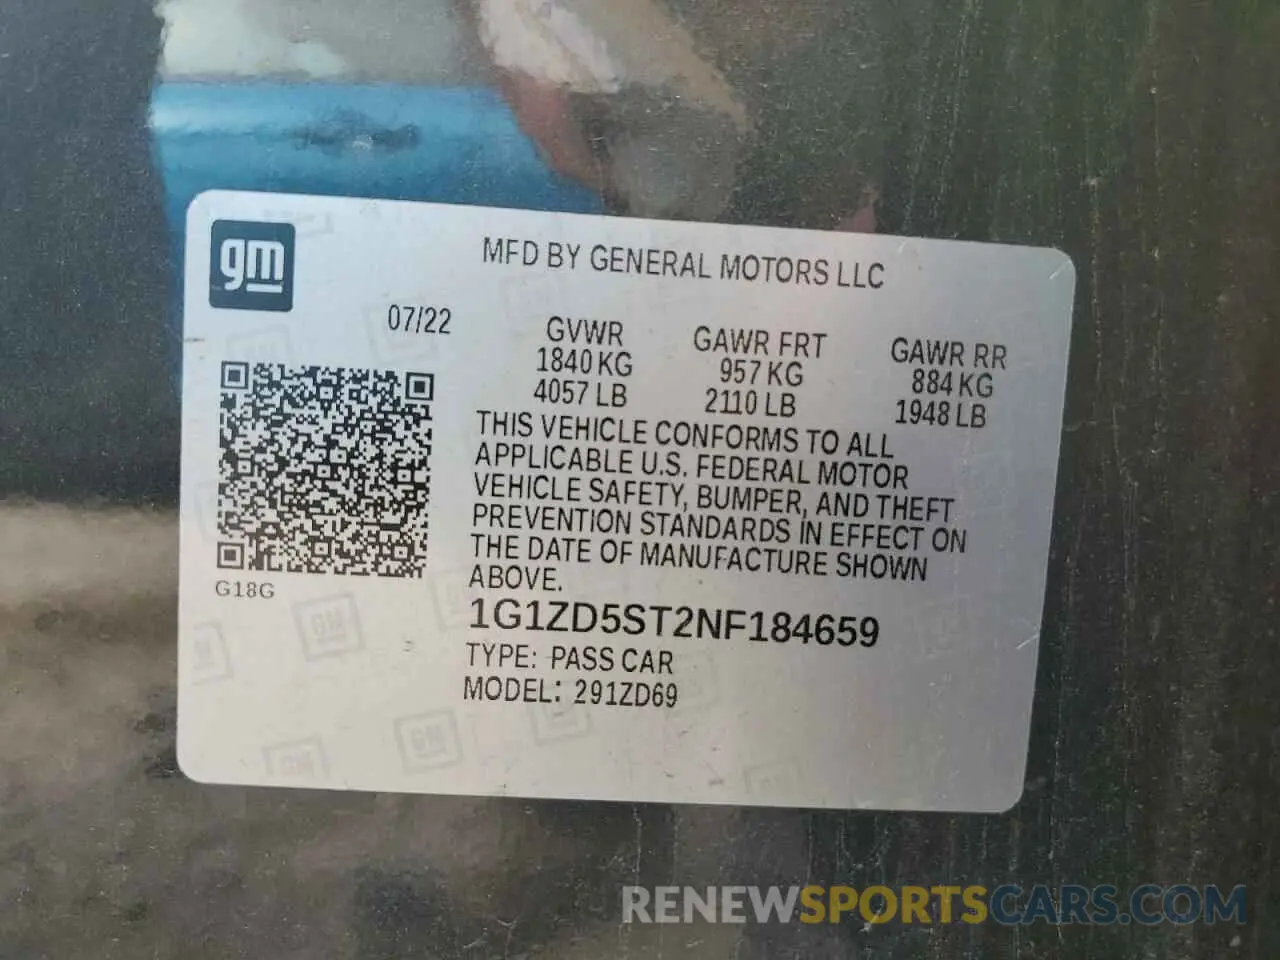 gm
MFD BY GENERAL MOTORS LLC
07/22
GVWR GAWR FRT GAWR RR
1840 KG 957 KG 884 KG
4057 LB 2110 LB 1948 LB
THIS VEHICLE CONFORMS TO ALL
APPLICABLE U.S. FEDERAL MOTOR
VEHICLE SAFETY, BUMPER, AND THEFT
PREVENTION STANDARDS IN EFFECT ON
THE DATE OF MANUFACTURE SHOWN
ABOVE.
G18G
1G1ZD5ST2NF184659
TYPE: PASS CAR
MODEL: 291ZD69
RENEWSPORTSCARS.COM